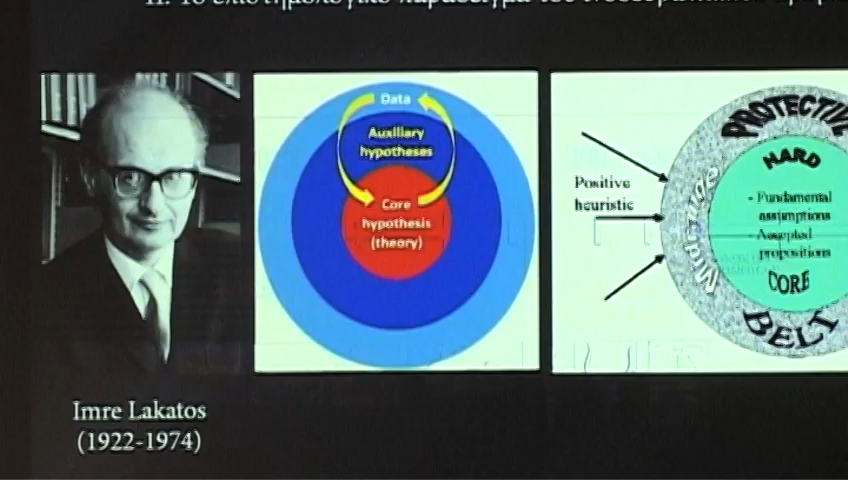 Data
Auxiliary
hypotheses
Core
hypothesis
(theory)
Positive
heuristic
PROTECTIVE
HARD
- Fundamental
assumptions
- Accepted
propositions
CORE
BELT
Imre Lakatos
(1922-1974)